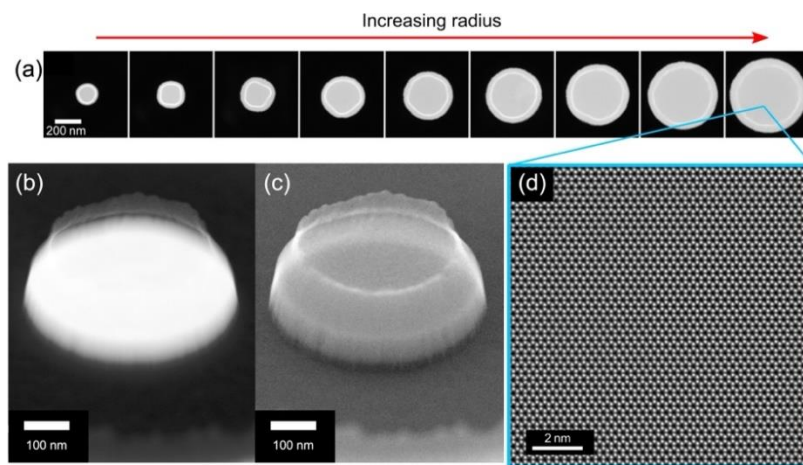 Increasing radius
(a)
200 nm
(b)
(c)
(d)
100 nm
100 nm
2 nm